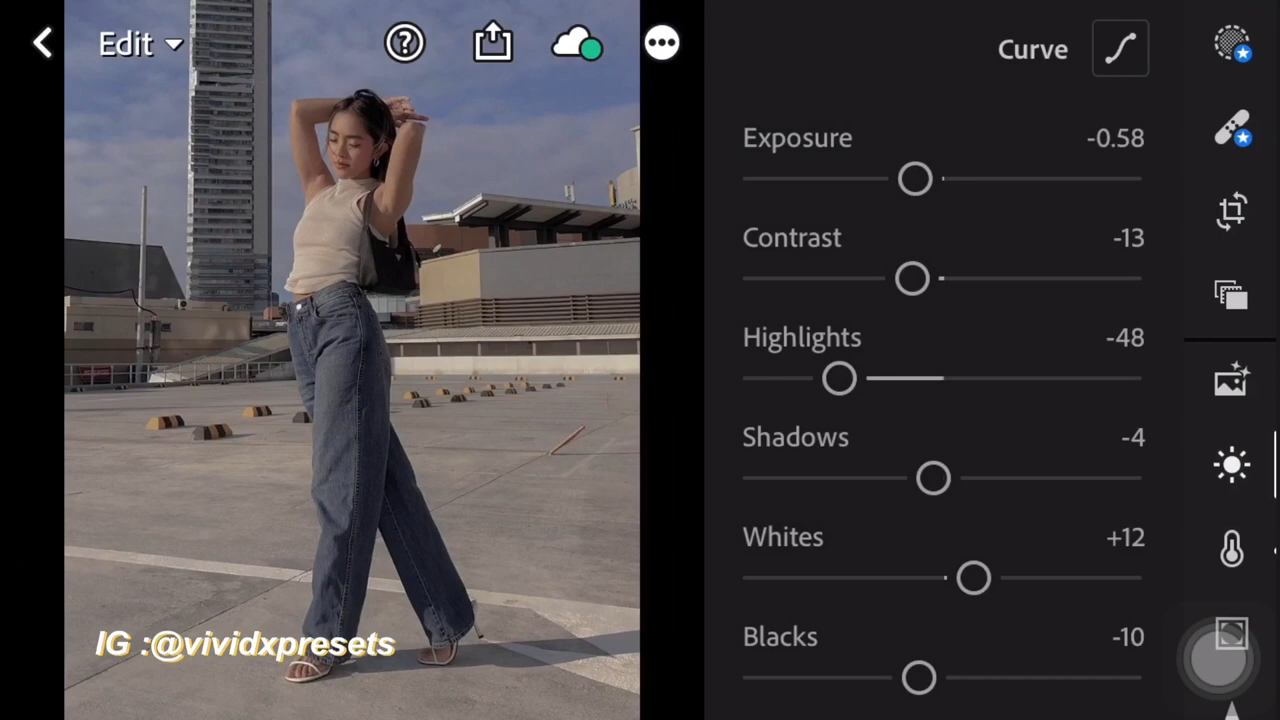 Edit
Curve
Exposure -0.58
Contrast -13
Highlights -48
Shadows -4
Whites +12
Blacks -10
IG :@vividxpresets